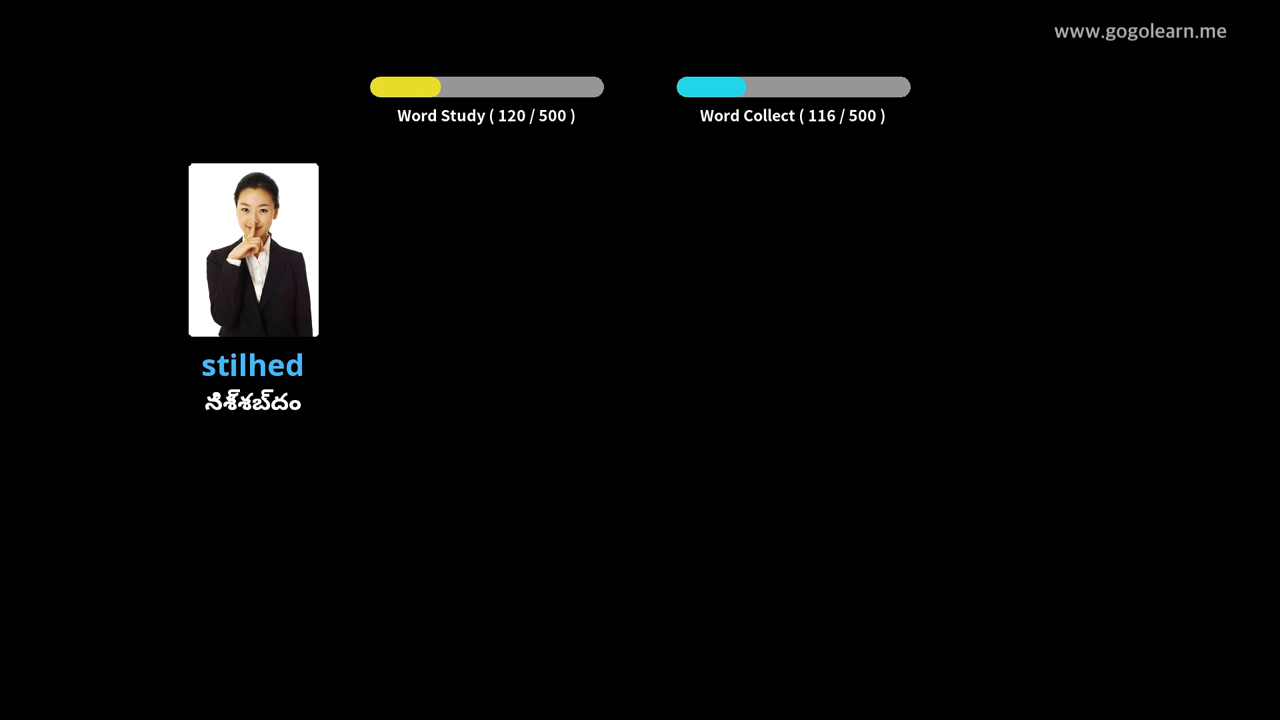 www.gogolearn.me
Word Study ( 120 / 500 )
Word Collect ( 116 / 500 )
stilhed
నిశ్‌శబ్‌దం